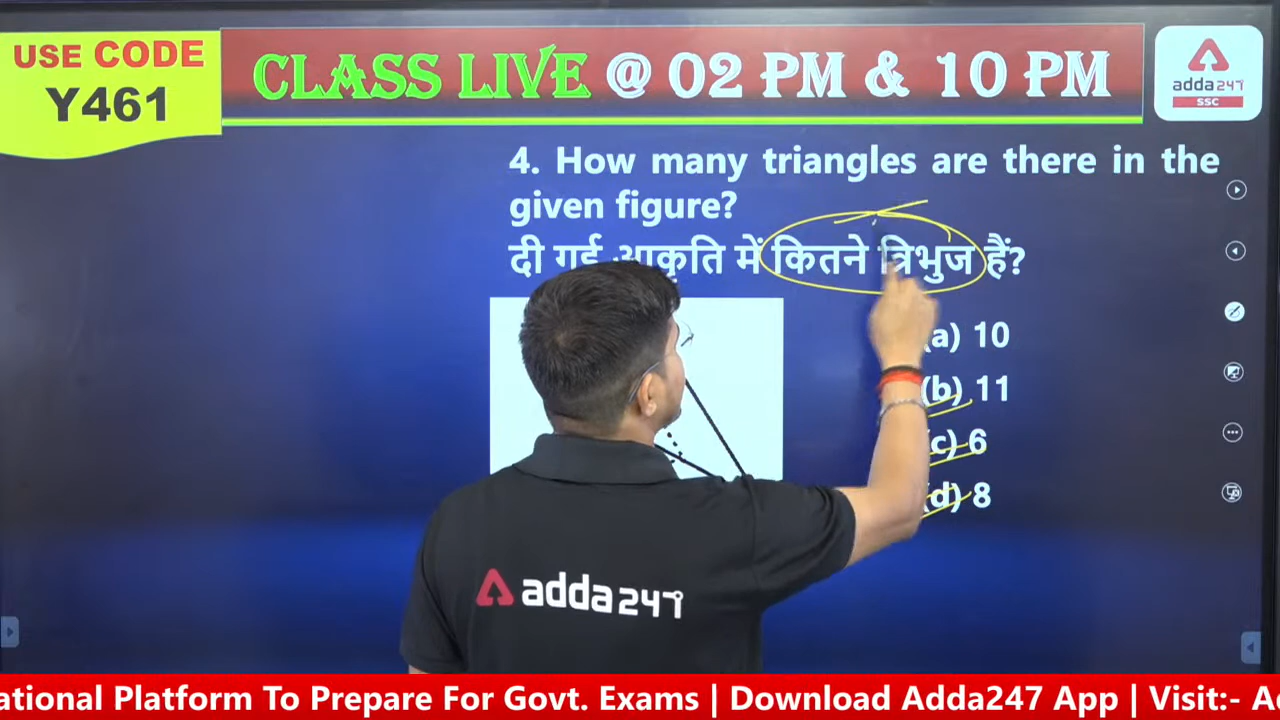 USE CODE
Y461
CLASS LIVE @ 02 PM & 10 PM
adda247
SSC
4. How many triangles are there in the
given figure?
दी गई आकृति में कितने त्रिभुज हैं?
(a) 10
(b) 11
(c) 6
(d) 8
adda247
ational Platform To Prepare For Govt. Exams | Download Adda247 App | Visit:-